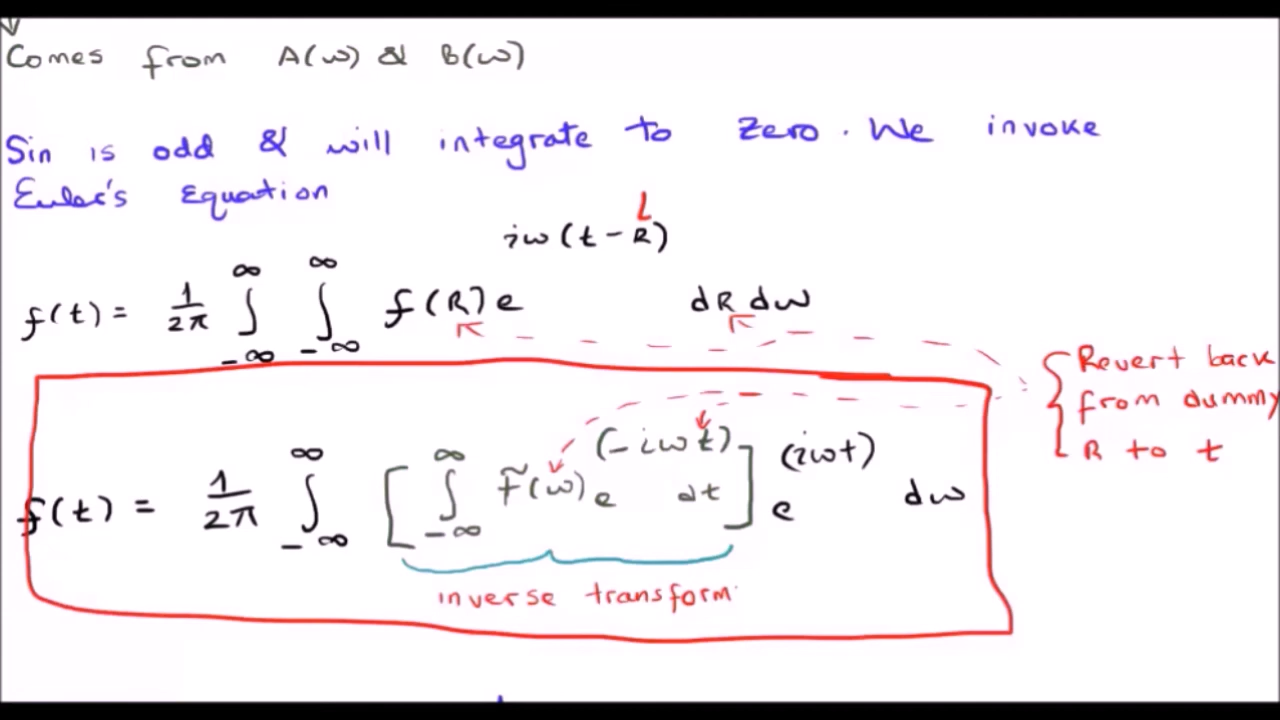 Comes from A(ω) & B(ω)
Sin is odd & will integrate to zero. We invoke
Euler's Equation
f(t) = 1/2π ∫_{-∞}^{∞} ∫_{-∞}^{∞} f(R) e^{iω(t-R)} dR dω
Revert back
from dummy
R to t
f(t) = 1/2π ∫_{-∞}^{∞} [ ∫_{-∞}^{∞} f̃(ω) e^{(-iωt)} dt ] e^{(iωt)} dω
inverse transform